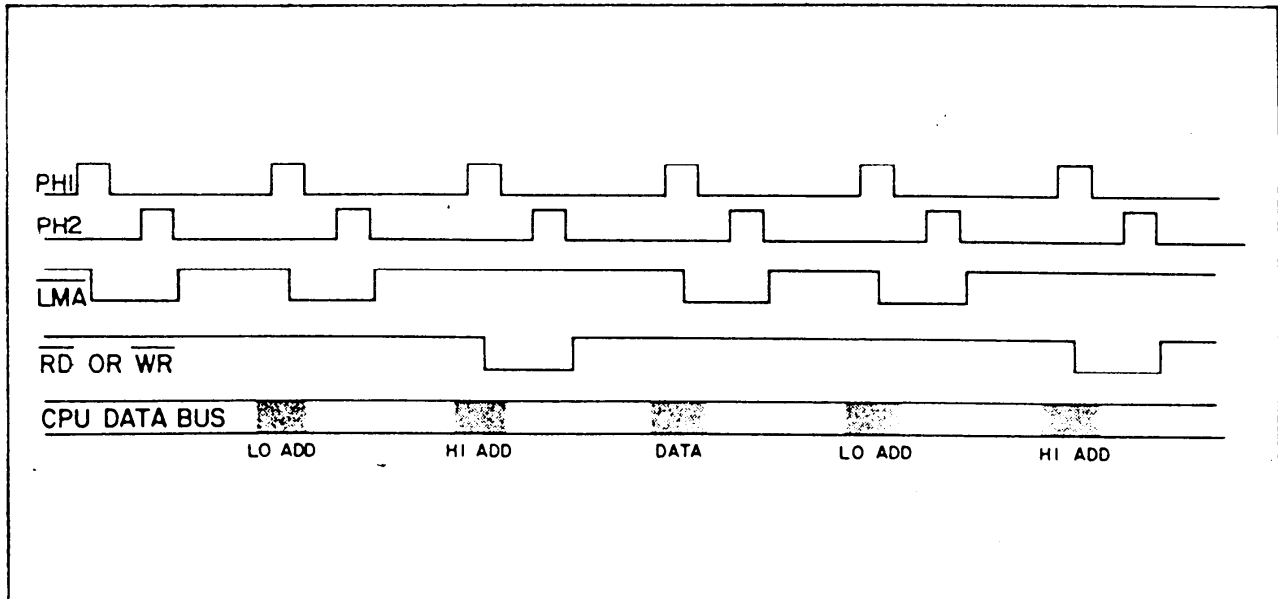 PH1
PH2
LMA
RD OR WR
CPU DATA BUS
LO ADD HI ADD DATA LO ADD HI ADD